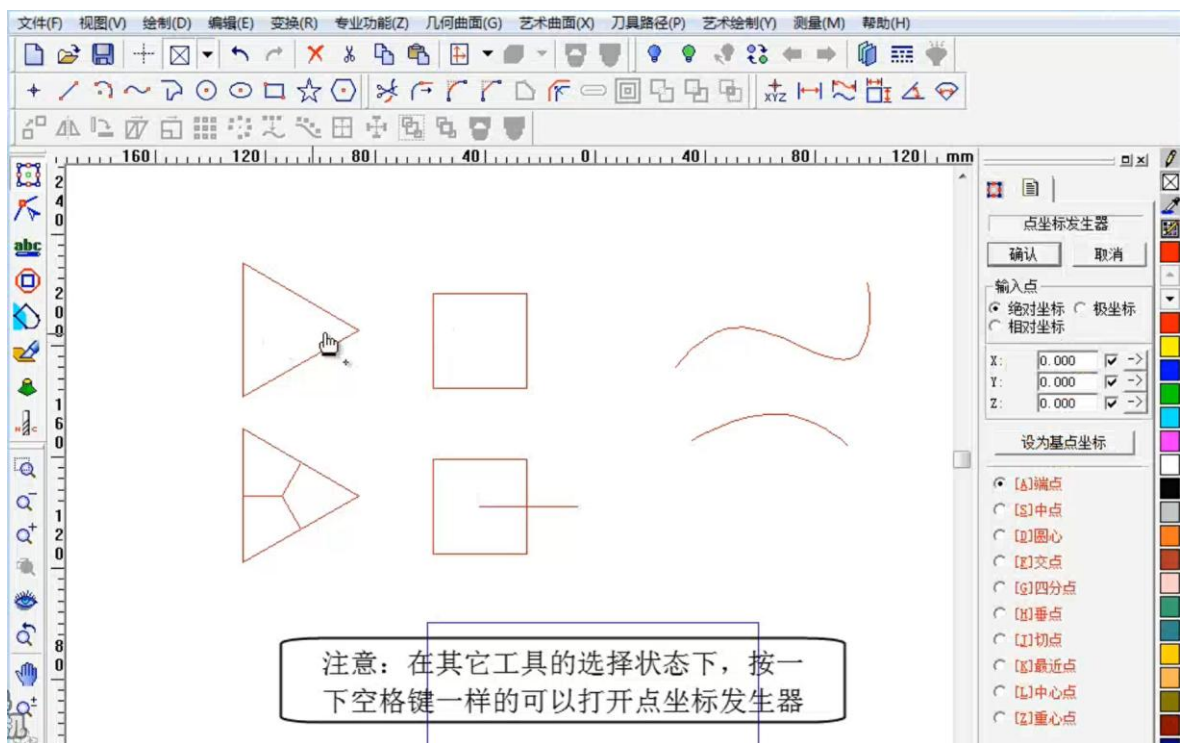 文件(F) 视图(V) 绘制(D) 编辑(E) 变换(R) 专业功能(Z) 几何曲面(G) 艺术曲面(X) 刀具路径(P) 艺术绘制(Y) 测量(M) 帮助(H)
XYZ
160 120 80 40 0 40 80 120 mm
abc
240
200
160
120
80
点坐标发生器
确认 取消
输入点
绝对坐标 极坐标
相对坐标
X: 0.000 ->
Y: 0.000 ->
Z: 0.000 ->
设为基点坐标
[A]端点
[S]中点
[D]圆心
[F]交点
[G]四分点
[H]垂点
[J]切点
[K]最近点
[L]中心点
[Z]重心点
注意：在其它工具的选择状态下，按一
下空格键一样的可以打开点坐标发生器